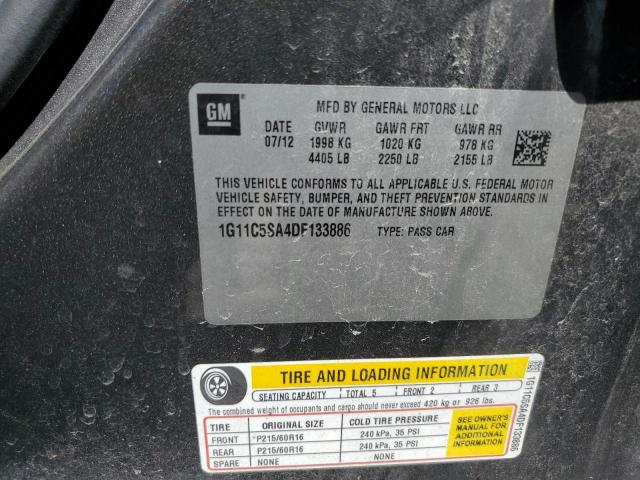 GM
MFD BY GENERAL MOTORS LLC
DATE GVWR GAWR FRT GAWR RR
07/12 1998 KG 1020 KG 978 KG
4405 LB 2250 LB 2155 LB
THIS VEHICLE CONFORMS TO ALL APPLICABLE U.S. FEDERAL MOTOR
VEHICLE SAFETY, BUMPER, AND THEFT PREVENTION STANDARDS IN
EFFECT ON THE DATE OF MANUFACTURE SHOWN ABOVE.
1G11C5SA4DF133886 TYPE: PASS CAR
TIRE AND LOADING INFORMATION
SEATING CAPACITY TOTAL 5 FRONT 2 REAR 3
The combined weight of occupants and cargo should never exceed 420 kg or 926 lbs.
TIRE ORIGINAL SIZE COLD TIRE PRESSURE
FRONT P215/60R16 240 kPa, 35 PSI
REAR P215/60R16 240 kPa, 35 PSI
SPARE NONE NONE
SEE OWNER'S
MANUAL FOR
ADDITIONAL
INFORMATION
1G11C5SA4DF133886